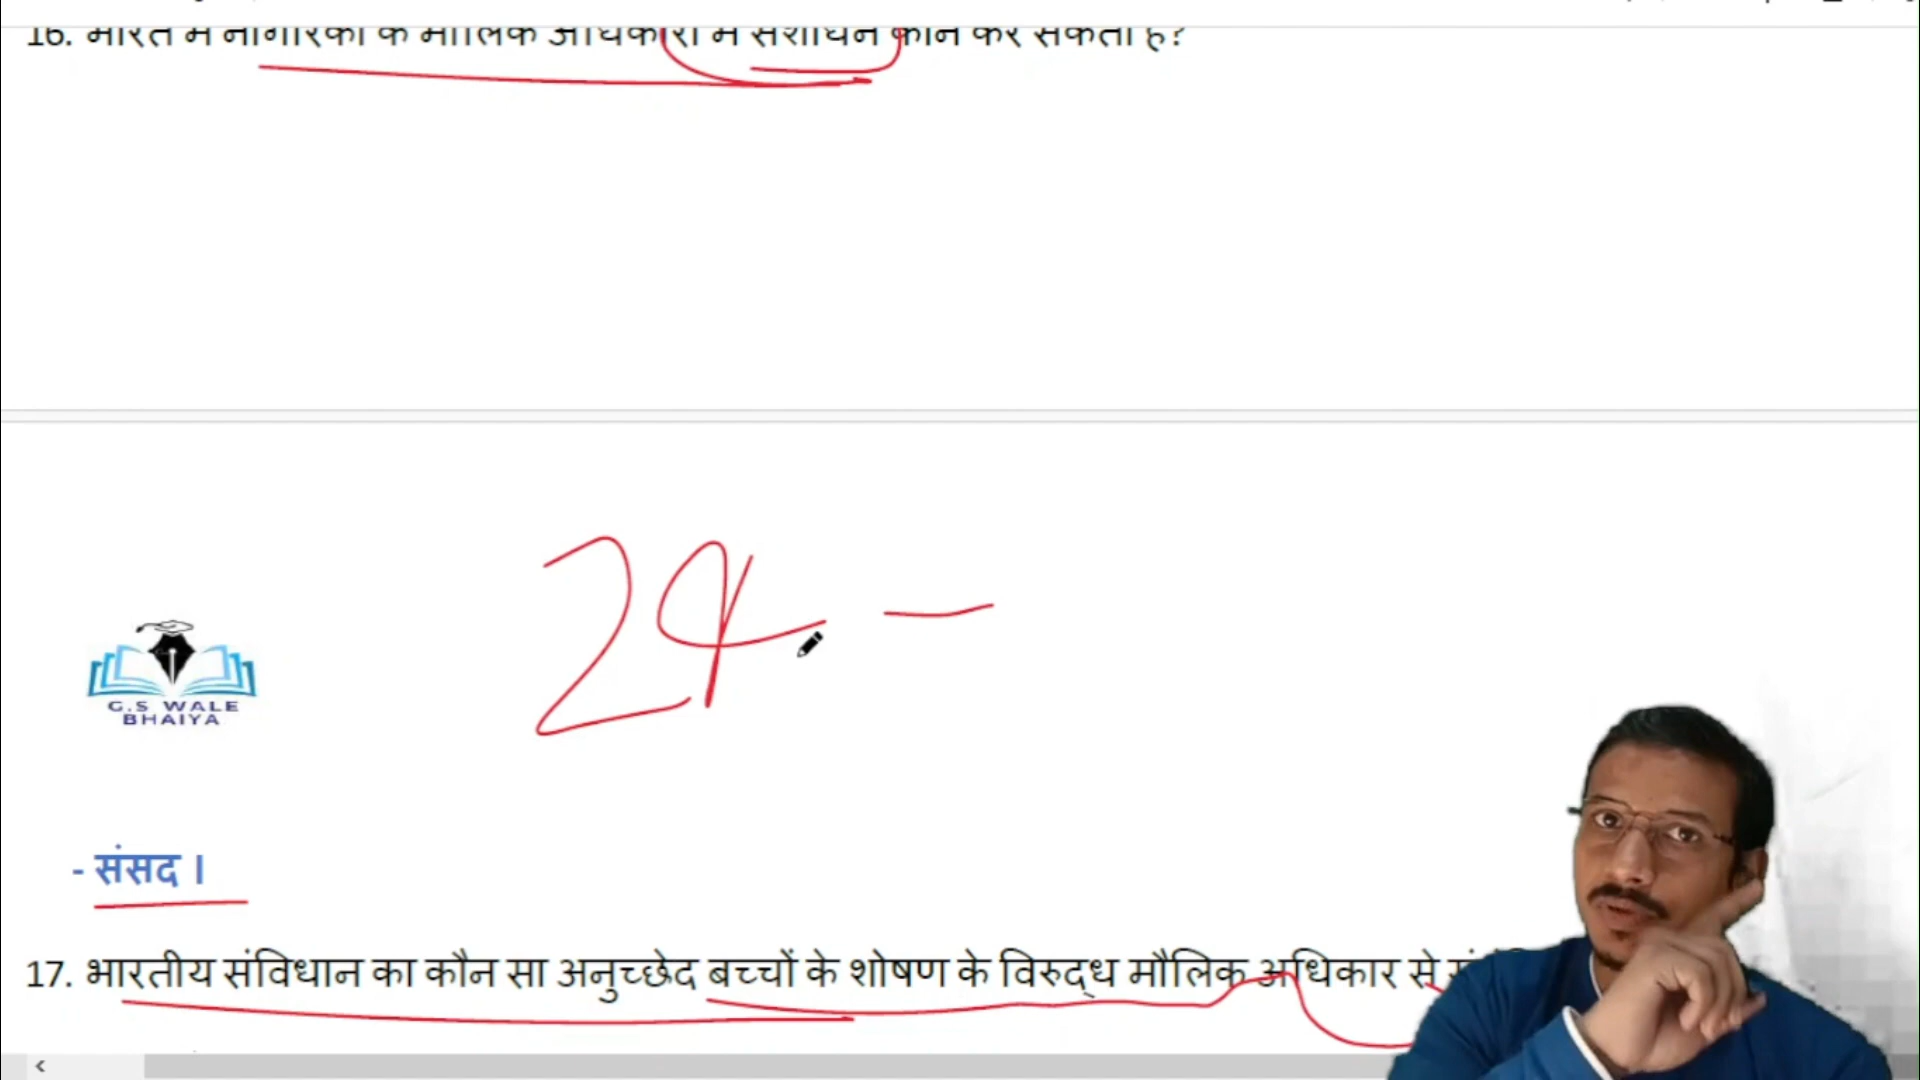 16. भारत में नागरिकों के मौलिक अधिकारों में संशोधन कौन कर सकता है?
24 —
G.S WALE
BHAIYA
- संसद ।
17. भारतीय संविधान का कौन सा अनुच्छेद बच्चों के शोषण के विरुद्ध मौलिक अधिकार से